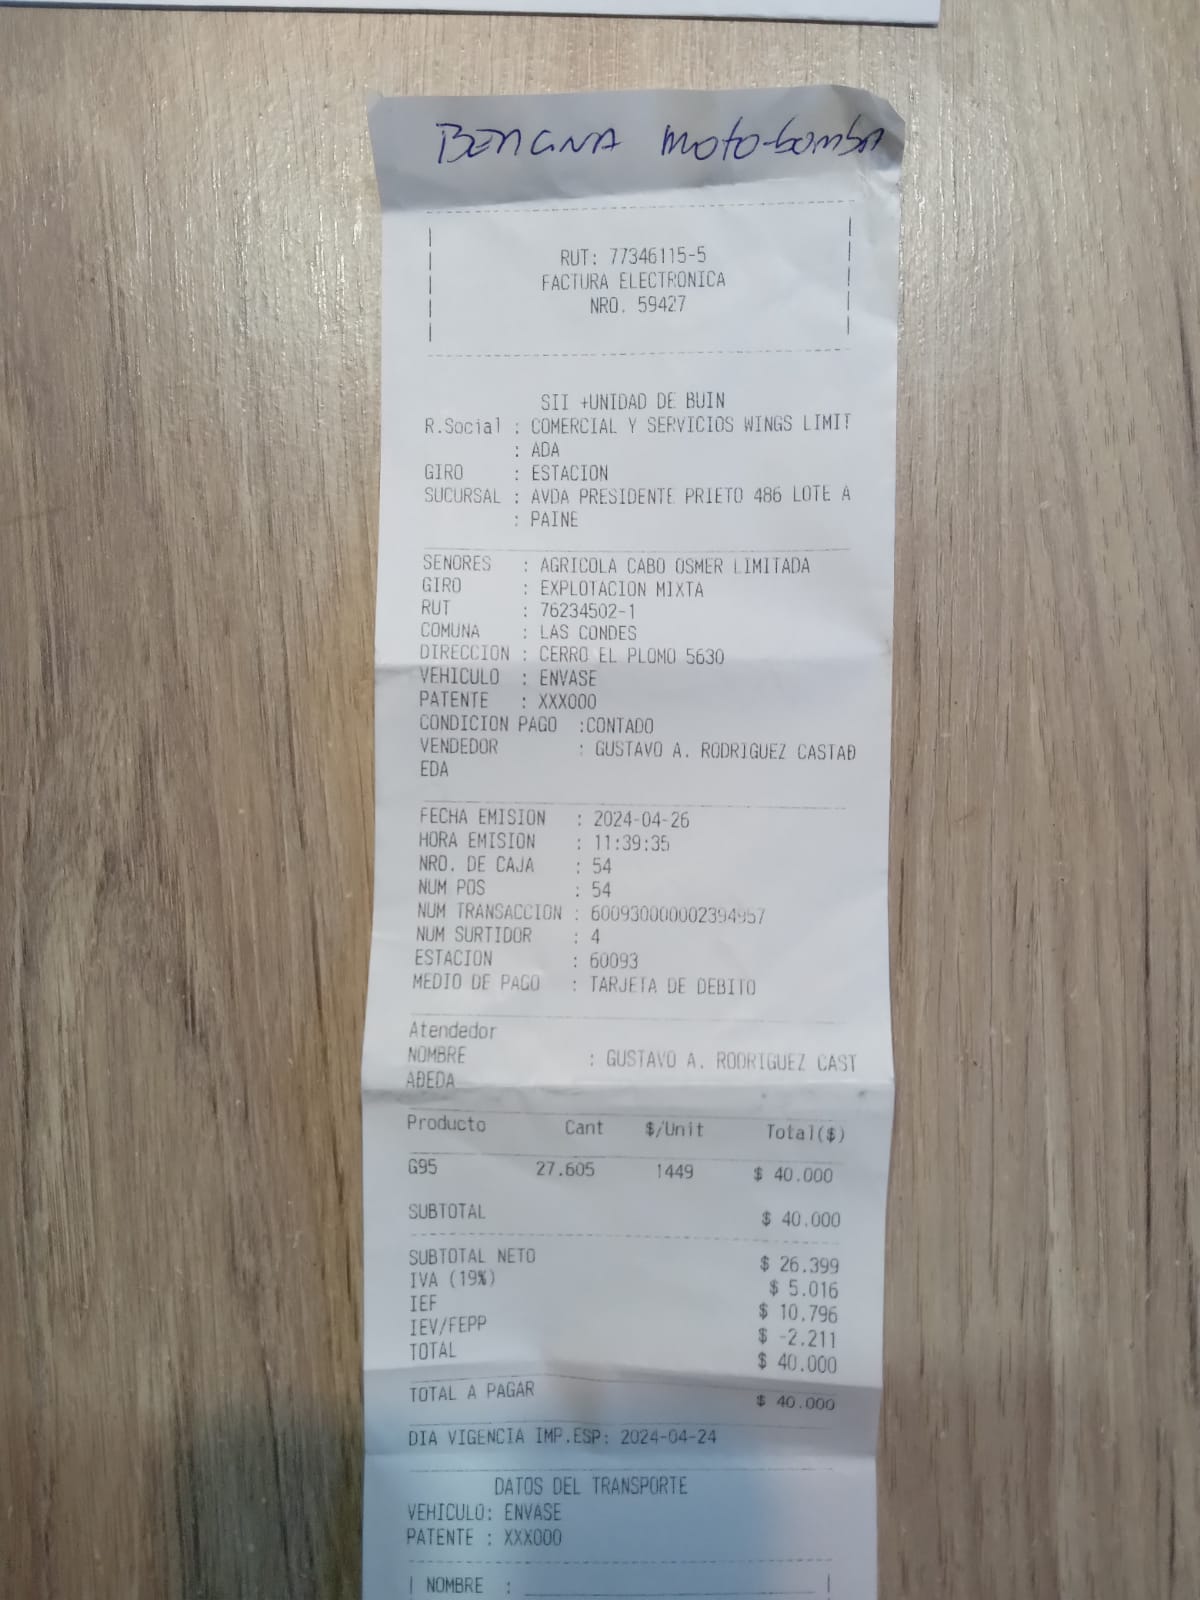 BENCINA moto-bomba
RUT: 77346115-5
FACTURA ELECTRONICA
NRO. 59427
SII +UNIDAD DE BUIN
R.Social : COMERCIAL Y SERVICIOS WINGS LIMIT
: ADA
GIRO : ESTACION
SUCURSAL : AVDA PRESIDENTE PRIETO 486 LOTE A
: PAINE
SENORES : AGRICOLA CABO OSMER LIMITADA
GIRO : EXPLOTACION MIXTA
RUT : 76234502-1
COMUNA : LAS CONDES
DIRECCION : CERRO EL PLOMO 5630
VEHICULO : ENVASE
PATENTE : XXX000
CONDICION PAGO :CONTADO
VENDEDOR : GUSTAVO A. RODRIGUEZ CASTAÐ
EDA
FECHA EMISION : 2024-04-26
HORA EMISION : 11:39:35
NRO. DE CAJA : 54
NUM POS : 54
NUM TRANSACCION : 600930000002394957
NUM SURTIDOR : 4
ESTACION : 60093
MEDIO DE PAGO : TARJETA DE DEBITO
Atendedor
NOMBRE : GUSTAVO A. RODRIGUEZ CAST
AÐEDA
Producto Cant $/Unit Total($)
G95 27.605 1449 $ 40.000
SUBTOTAL $ 40.000
SUBTOTAL NETO $ 26.399
IVA (19%) $ 5.016
IEF $ 10.796
IEV/FEPP $ -2.211
TOTAL $ 40.000
TOTAL A PAGAR $ 40.000
DIA VIGENCIA IMP.ESP: 2024-04-24
DATOS DEL TRANSPORTE
VEHICULO: ENVASE
PATENTE : XXX000
NOMBRE :